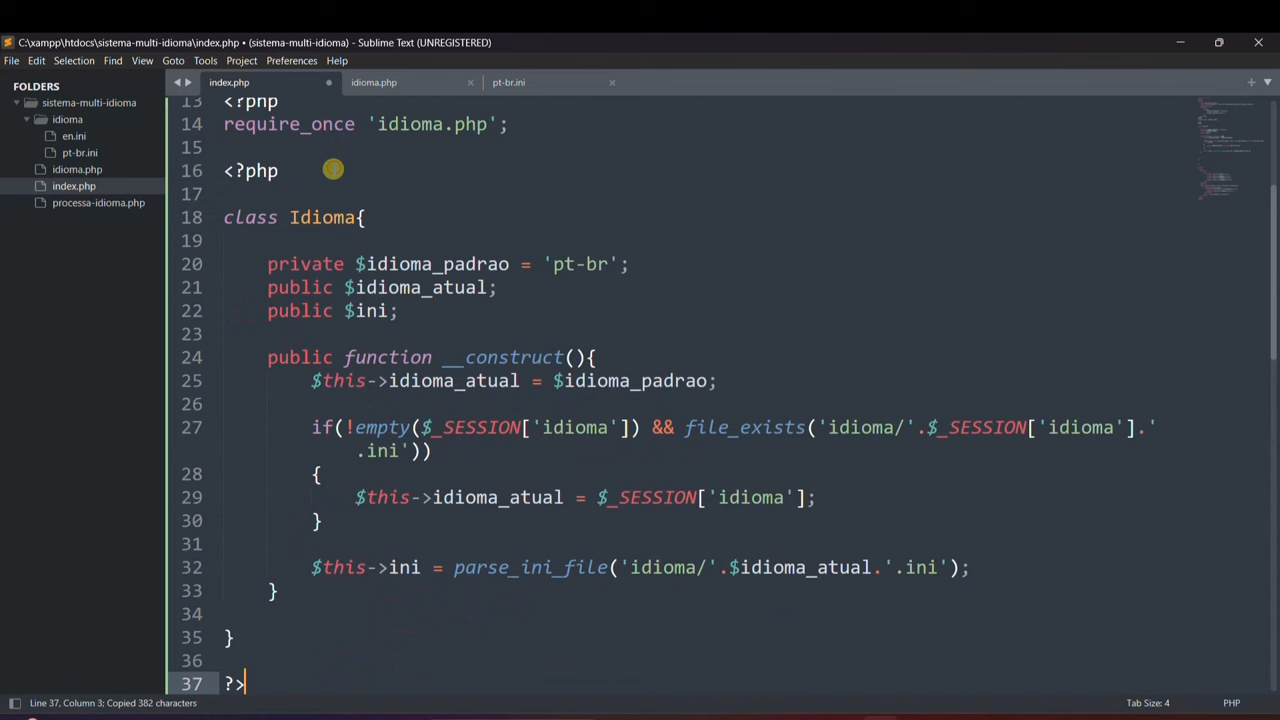 C:\xampp\htdocs\sistema-multi-idioma\index.php • (sistema-multi-idioma) - Sublime Text (UNREGISTERED)
File Edit Selection Find View Goto Tools Project Preferences Help
FOLDERS
sistema-multi-idioma
idioma
en.ini
pt-br.ini
idioma.php
index.php
processa-idioma.php
index.php idioma.php pt-br.ini
13 <?php
14 require_once 'idioma.php';
15
16 <?php
17
18 class Idioma{
19
20 private $idioma_padrao = 'pt-br';
21 public $idioma_atual;
22 public $ini;
23
24 public function __construct(){
25 $this->idioma_atual = $idioma_padrao;
26
27 if(!empty($_SESSION['idioma']) && file_exists('idioma/'.$_SESSION['idioma'].'
.ini'))
28 {
29 $this->idioma_atual = $_SESSION['idioma'];
30 }
31
32 $this->ini = parse_ini_file('idioma/'.$idioma_atual.'.ini');
33 }
34
35 }
36
37 ?>
Line 37, Column 3: Copied 382 characters
Tab Size: 4 PHP